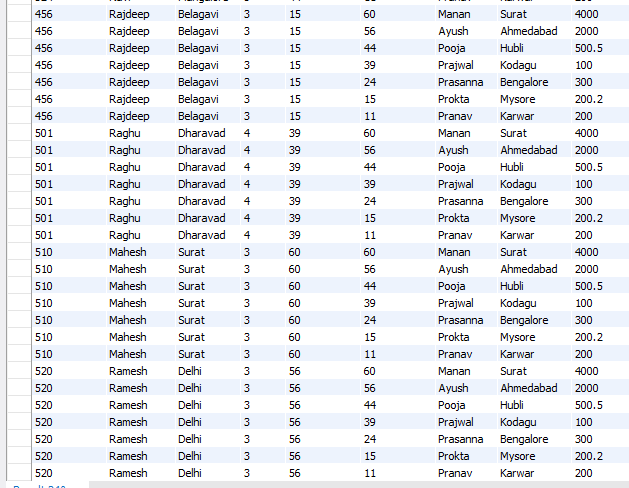 456 Rajdeep Belagavi 3 15 60 Manan Surat 4000
456 Rajdeep Belagavi 3 15 56 Ayush Ahmedabad 2000
456 Rajdeep Belagavi 3 15 44 Pooja Hubli 500.5
456 Rajdeep Belagavi 3 15 39 Prajwal Kodagu 100
456 Rajdeep Belagavi 3 15 24 Prasanna Bengalore 300
456 Rajdeep Belagavi 3 15 15 Prokta Mysore 200.2
456 Rajdeep Belagavi 3 15 11 Pranav Karwar 200
501 Raghu Dharavad 4 39 60 Manan Surat 4000
501 Raghu Dharavad 4 39 56 Ayush Ahmedabad 2000
501 Raghu Dharavad 4 39 44 Pooja Hubli 500.5
501 Raghu Dharavad 4 39 39 Prajwal Kodagu 100
501 Raghu Dharavad 4 39 24 Prasanna Bengalore 300
501 Raghu Dharavad 4 39 15 Prokta Mysore 200.2
501 Raghu Dharavad 4 39 11 Pranav Karwar 200
510 Mahesh Surat 3 60 60 Manan Surat 4000
510 Mahesh Surat 3 60 56 Ayush Ahmedabad 2000
510 Mahesh Surat 3 60 44 Pooja Hubli 500.5
510 Mahesh Surat 3 60 39 Prajwal Kodagu 100
510 Mahesh Surat 3 60 24 Prasanna Bengalore 300
510 Mahesh Surat 3 60 15 Prokta Mysore 200.2
510 Mahesh Surat 3 60 11 Pranav Karwar 200
520 Ramesh Delhi 3 56 60 Manan Surat 4000
520 Ramesh Delhi 3 56 56 Ayush Ahmedabad 2000
520 Ramesh Delhi 3 56 44 Pooja Hubli 500.5
520 Ramesh Delhi 3 56 39 Prajwal Kodagu 100
520 Ramesh Delhi 3 56 24 Prasanna Bengalore 300
520 Ramesh Delhi 3 56 15 Prokta Mysore 200.2
520 Ramesh Delhi 3 56 11 Pranav Karwar 200